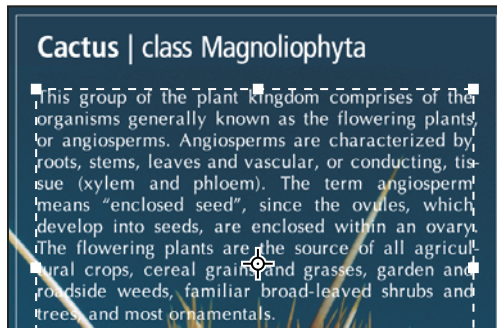 Cactus | class Magnoliophyta
This group of the plant kingdom comprises of the
organisms generally known as the flowering plants,
or angiosperms. Angiosperms are characterized by
roots, stems, leaves and vascular, or conducting, tis-
sue (xylem and phloem). The term angiosperm
means “enclosed seed”, since the ovules, which
develop into seeds, are enclosed within an ovary.
The flowering plants are the source of all agricul-
tural crops, cereal grains and grasses, garden and
roadside weeds, familiar broad-leaved shrubs and
trees, and most ornamentals.